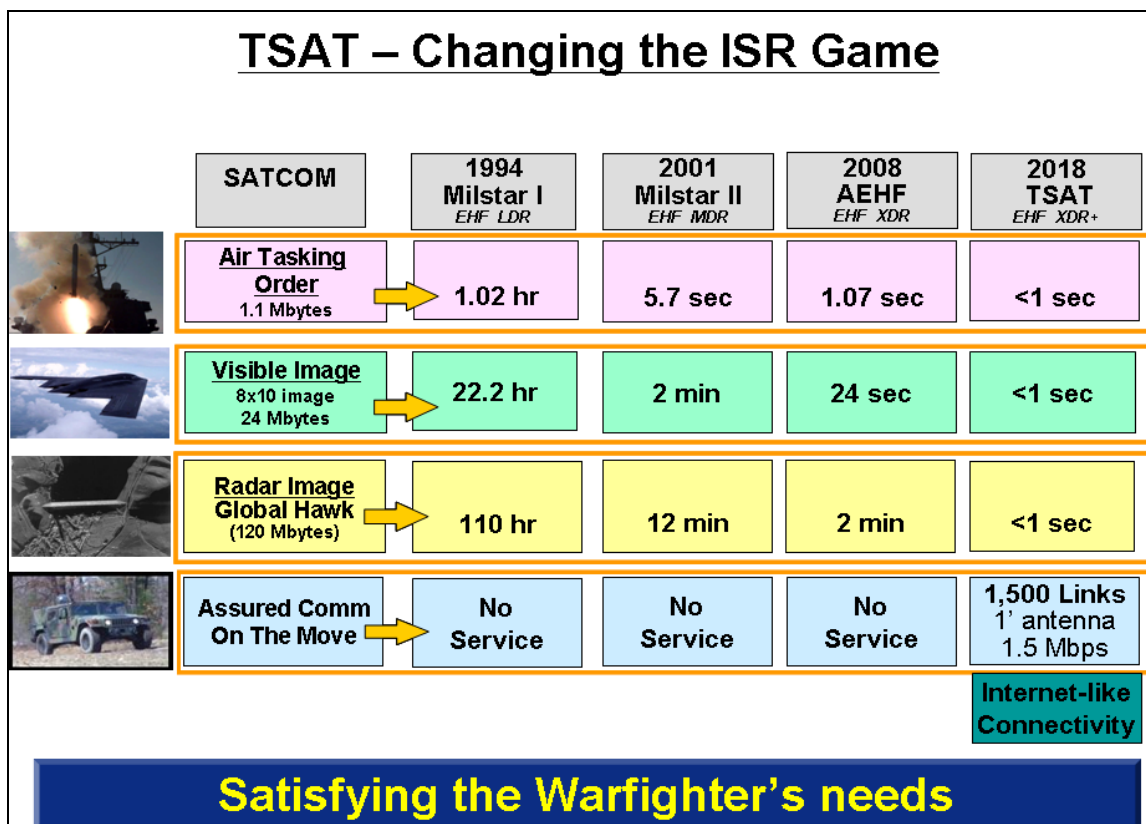 TSAT – Changing the ISR Game
SATCOM
1994
Milstar I
EHF LDR
2001
Milstar II
EHF MDR
2008
AEHF
EHF XDR
2018
TSAT
EHF XDR+
Air Tasking
Order
1.1 Mbytes
1.02 hr
5.7 sec
1.07 sec
<1 sec
Visible Image
8x10 image
24 Mbytes
22.2 hr
2 min
24 sec
<1 sec
Radar Image
Global Hawk
(120 Mbytes)
110 hr
12 min
2 min
<1 sec
Assured Comm
On The Move
No
Service
No
Service
No
Service
1,500 Links
1’ antenna
1.5 Mbps
Internet-like
Connectivity
Satisfying the Warfighter’s needs